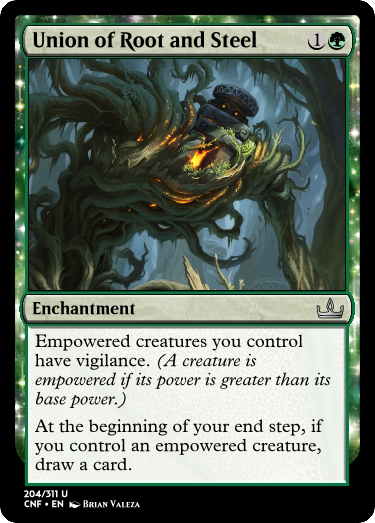 Union of Root and Steel 1
Enchantment
Empowered creatures you control
have vigilance. (A creature is
empowered if its power is greater than its
base power.)
At the beginning of your end step, if
you control an empowered creature,
draw a card.
204/311 U
CNF • EN Brian Valeza